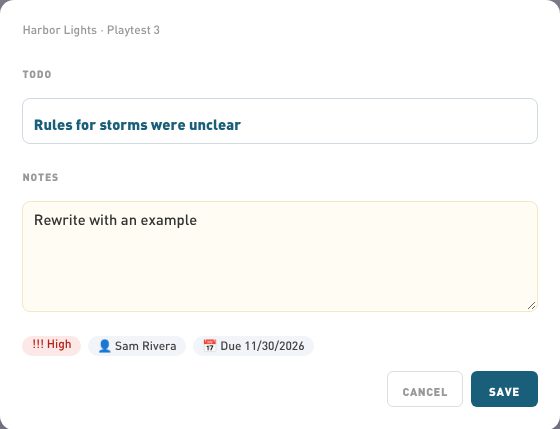 Harbor Lights · Playtest 3
TODO
Rules for storms were unclear
NOTES
Rewrite with an example
!!! High
👤 Sam Rivera
📅 Due 11/30/2026
CANCEL
SAVE